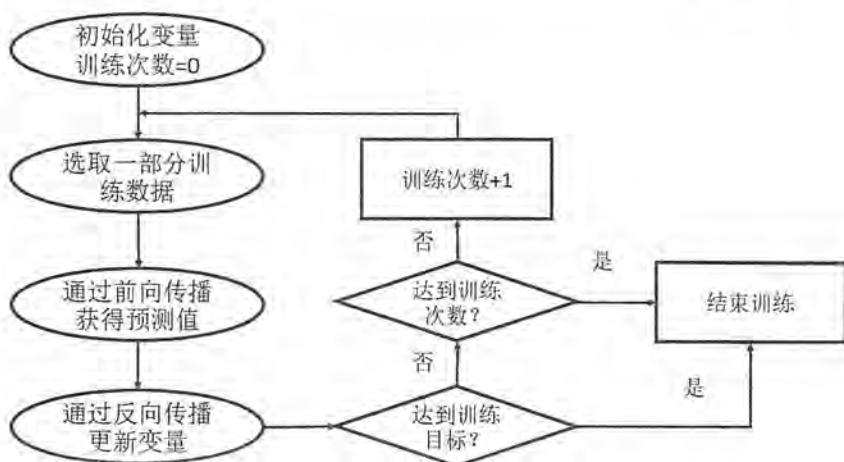 初始化变量
训练次数=0
选取一部分训
练数据
通过前向传播
获得预测值
通过反向传播
更新变量
达到训练
目标?
是
否
达到训练
次数?
是
否
训练次数+1
结束训练